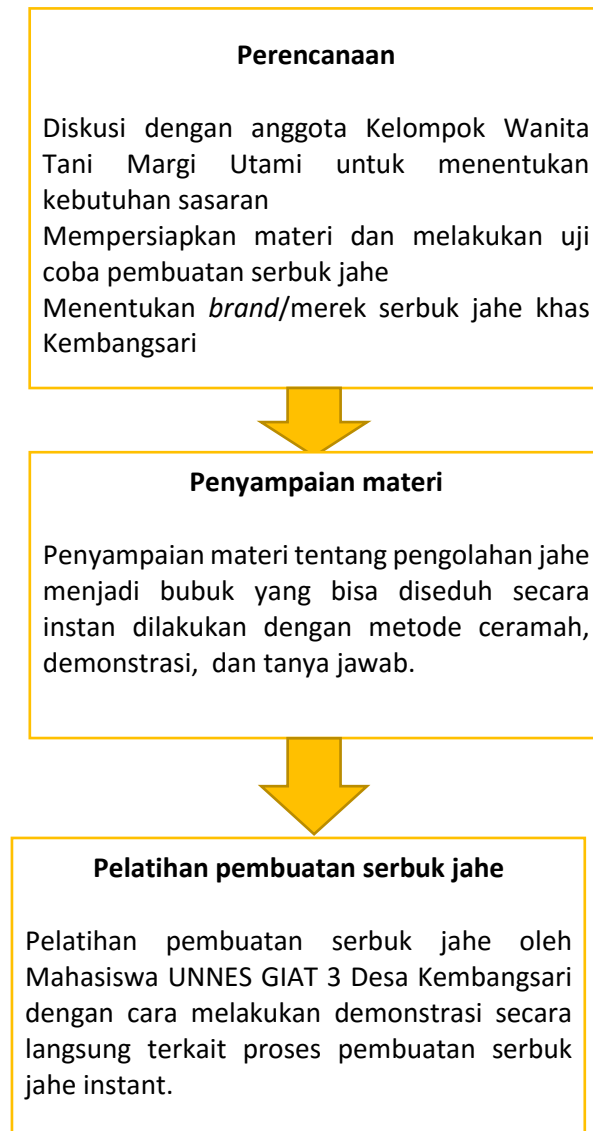 Perencanaan
Diskusi dengan anggota Kelompok Wanita
Tani Margi Utami untuk menentukan
kebutuhan sasaran
Mempersiapkan materi dan melakukan uji
coba pembuatan serbuk jahe
Menentukan brand/merek serbuk jahe khas
Kembangsari
Penyampaian materi
Penyampaian materi tentang pengolahan jahe
menjadi bubuk yang bisa diseduh secara
instan dilakukan dengan metode ceramah,
demonstrasi, dan tanya jawab.
Pelatihan pembuatan serbuk jahe
Pelatihan pembuatan serbuk jahe oleh
Mahasiswa UNNES GIAT 3 Desa Kembangsari
dengan cara melakukan demonstrasi secara
langsung terkait proses pembuatan serbuk
jahe instant.